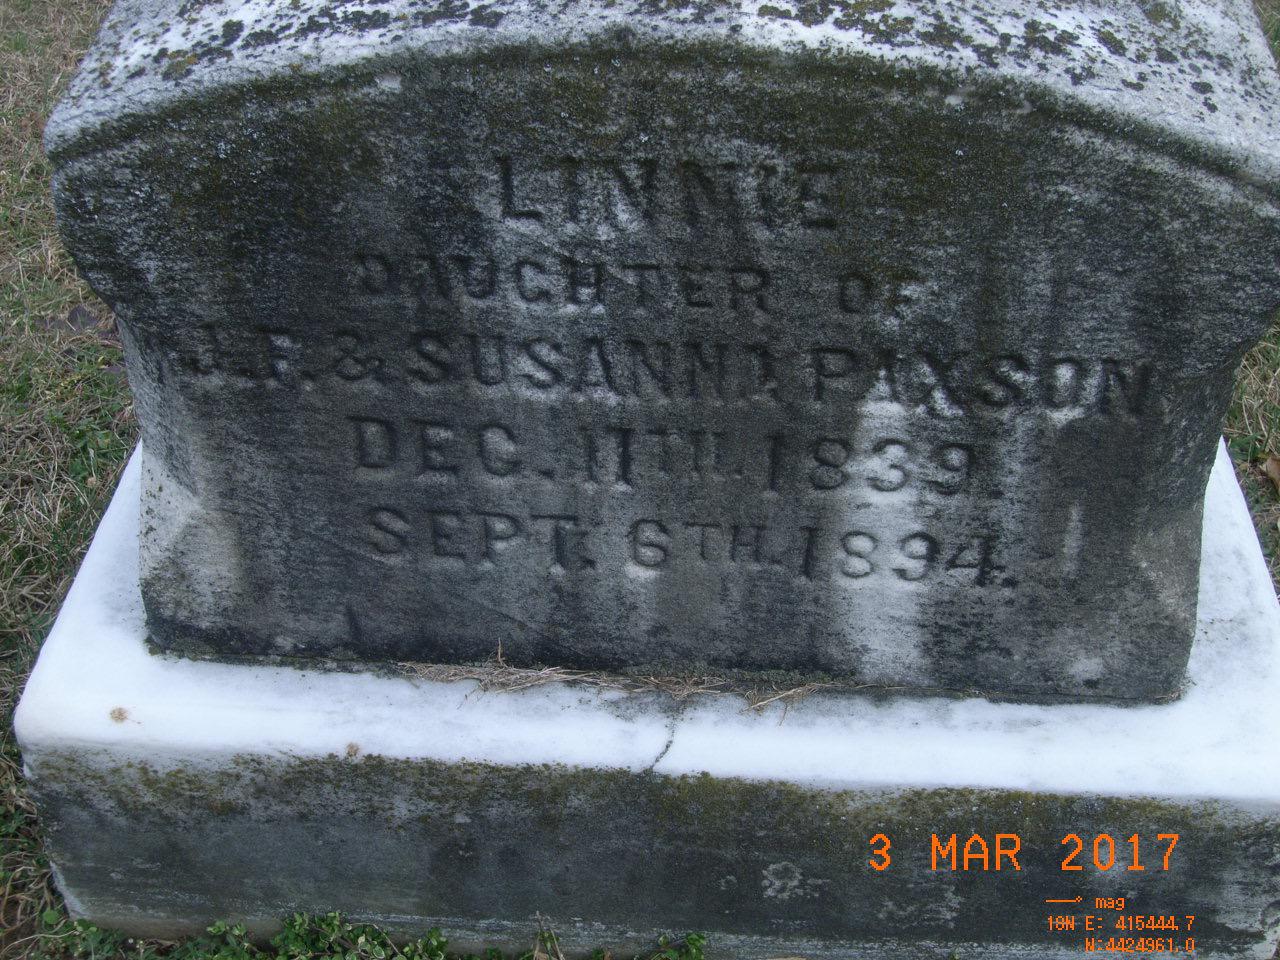 LINNIE
DAUGHTER OF
J.F. & SUSANNA PAXSON
DEC. 11TH. 1839
SEPT. 6TH. 1894.
3 MAR 2017
mag
18N E: 415444.7
N:4424961.0